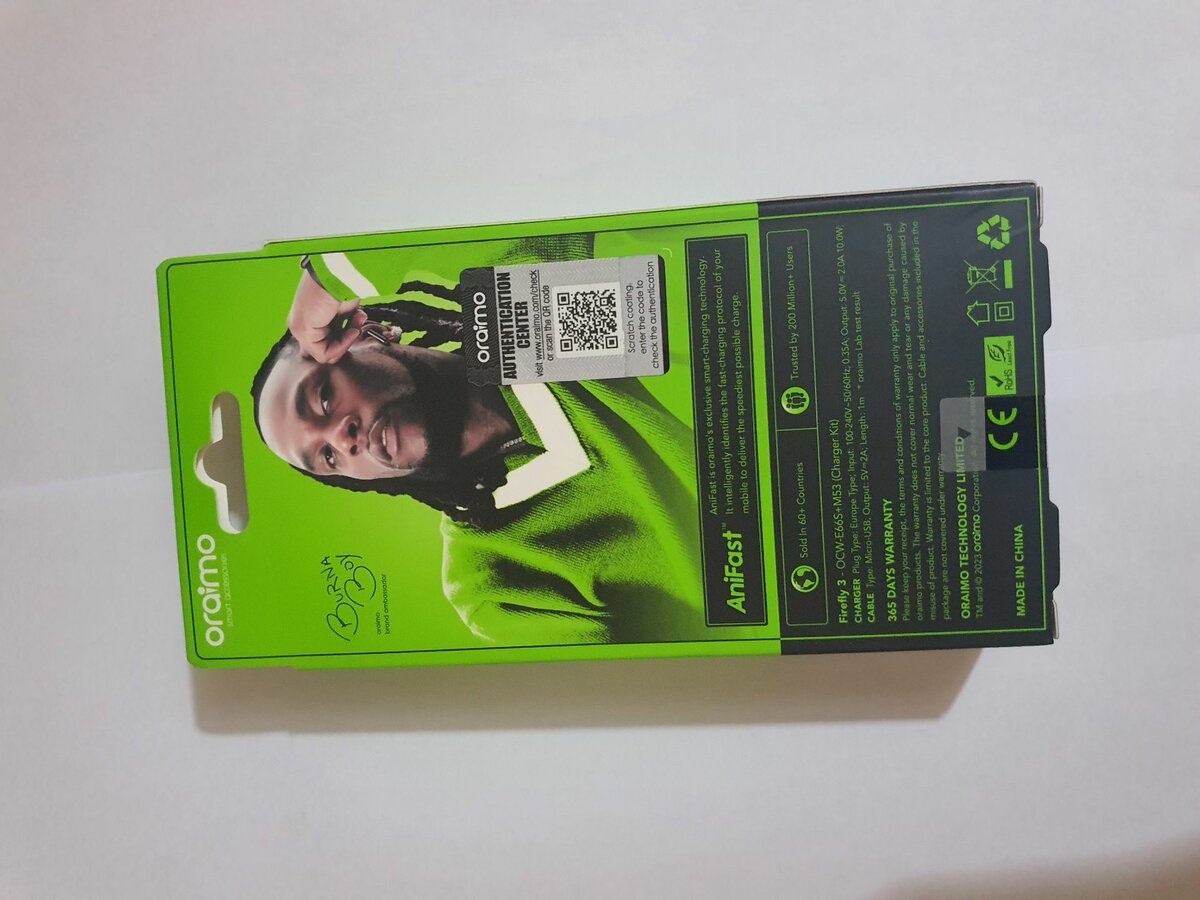 oraimo
smart accessories
BURNA
BOY
oraimo
brand ambassador
oraimo
AUTHENTICATION
CENTER
visit www.oraimo.com/check
or scan the QR code
Scratch coating,
enter the code to
check the authentication
AniFast™
AniFast is oraimo's exclusive smart-charging technology.
It intelligently identifies the fast-charging protocol of your
mobile to deliver the speediest possible charge.
Sold in 60+ Countries
Trusted by 200 Million+ Users
Firefly 3 - OCW-E66S+M53 (Charger Kit)
CHARGER Plug Type: Europe Type; Input: 100-240V~50/60Hz; 0.35A; Output: 5.0V⎓2.0A 10.0W;
CABLE Type: Micro-USB, Output: 5V⎓2A; Length: 1m * oraimo Lab test result
365 DAYS WARRANTY
Please keep your receipt, the terms and conditions of warranty only apply to original purchase of
oraimo products. The warranty does not cover normal wear and tear or any damage caused by
misuse of product. Warranty is limited to the core product. Cable and accessories included in the
package are not covered under warranty.
ORAIMO TECHNOLOGY LIMITED
TM and © 2023 oraimo Corporation. reserved.
MADE IN CHINA
CE
RoHS
Lead Free